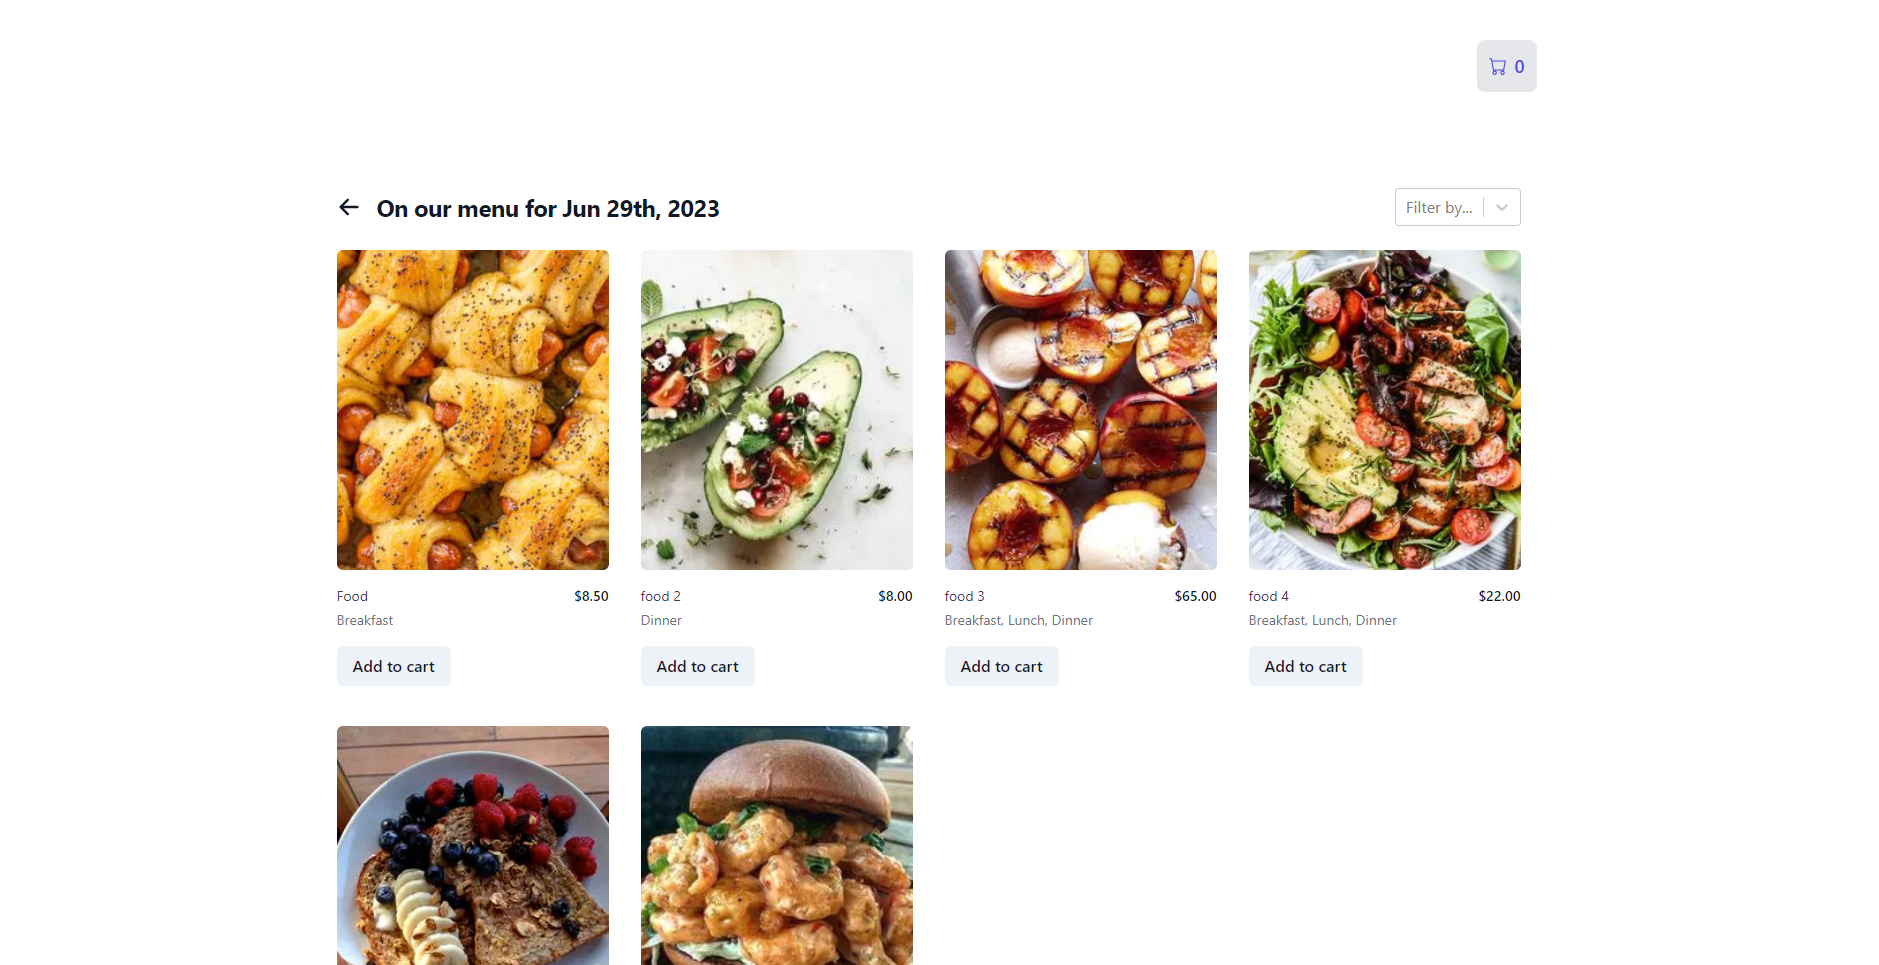 0
On our menu for Jun 29th, 2023
Filter by...
Food $8.50
Breakfast
Add to cart
food 2 $8.00
Dinner
Add to cart
food 3 $65.00
Breakfast, Lunch, Dinner
Add to cart
food 4 $22.00
Breakfast, Lunch, Dinner
Add to cart